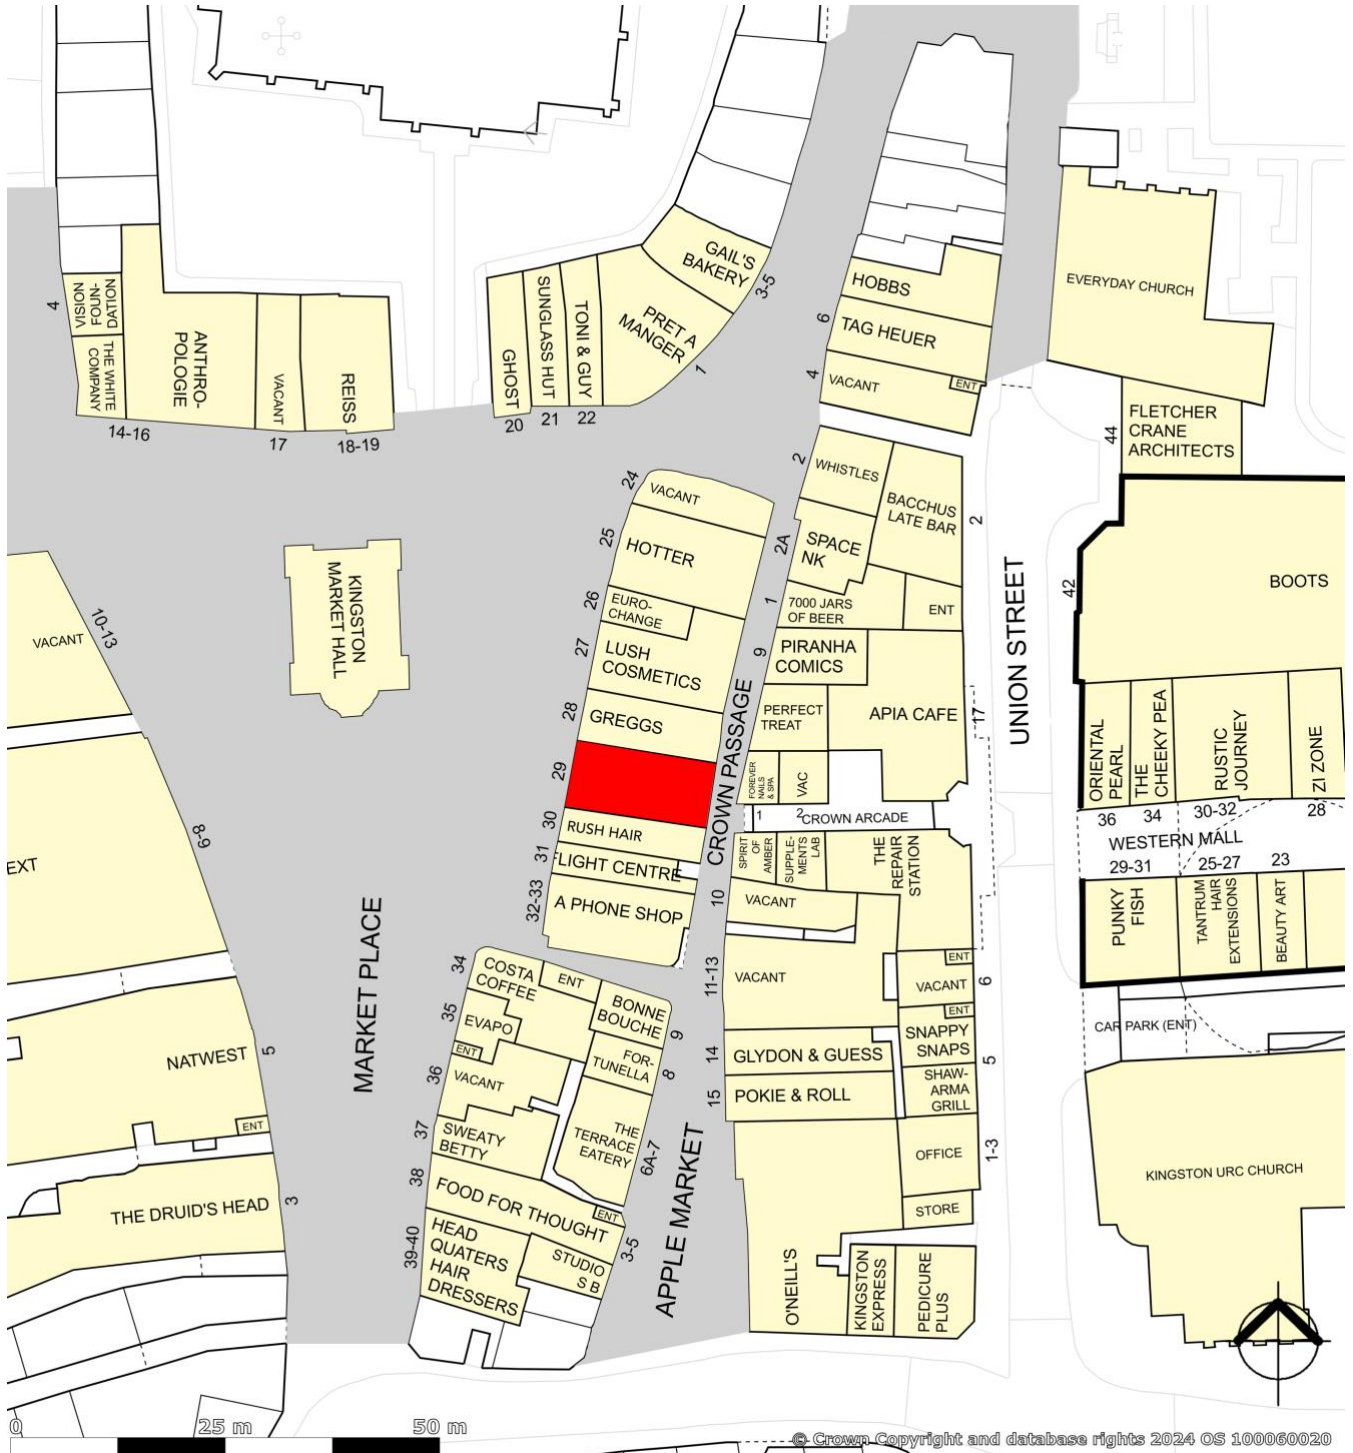 GAIL'S
BAKERY
3-5
HOBBS
TAG HEUER
6
VACANT
ENT
4
EVERYDAY CHURCH
4
VISION
FOUN-
DATION
THE WHITE
COMPANY
ANTHRO-
POLOGIE
14-16
VACANT
17
REISS
18-19
GHOST
20
SUNGLASS HUT
21
TONI & GUY
22
PRET A
MANGER
1
FLETCHER
CRANE
ARCHITECTS
44
24
VACANT
25
HOTTER
26
EURO-
CHANGE
27
LUSH
COSMETICS
28
GREGGS
29
30
RUSH HAIR
31
FLIGHT CENTRE
32-33
A PHONE SHOP
2
WHISTLES
BACCHUS
LATE BAR
2
2A
SPACE
NK
1
7000 JARS
OF BEER
ENT
9
PIRANHA
COMICS
PERFECT
TREAT
APIA CAFE
17
FOREVER
NAILS
& SPA
VAC
1
2
CROWN ARCADE
CROWN PASSAGE
SPIRIT
OF
AMBER
SUPPLE-
MENTS
LAB
THE
REPAIR
STATION
10
VACANT
11-13
VACANT
ENT
VACANT
6
ENT
SNAPPY
SNAPS
5
14
GLYDON & GUESS
15
POKIE & ROLL
SHAW-
ARMA
GRILL
OFFICE
1-3
STORE
O'NEILL'S
KINGSTON
EXPRESS
PEDICURE
PLUS
UNION STREET
42
BOOTS
ORIENTAL
PEARL
36
THE
CHEEKY PEA
34
RUSTIC
JOURNEY
30-32
ZI ZONE
28
WESTERN MALL
29-31
25-27
23
PUNKY
FISH
TANTRUM
HAIR
EXTENSIONS
BEAUTY ART
CAR PARK (ENT)
KINGSTON URC CHURCH
KINGSTON
MARKET HALL
10-13
VACANT
8-9
EXT
MARKET PLACE
NATWEST
5
ENT
THE DRUID'S HEAD
3
34
COSTA
COFFEE
ENT
BONNE
BOUCHE
9
35
EVAPO
ENT
36
VACANT
FOR-
TUNELLA
8
37
SWEATY
BETTY
THE
TERRACE
EATERY
6A-7
38
FOOD FOR THOUGHT
ENT
3-5
39-40
HEAD
QUATERS
HAIR
DRESSERS
STUDIO
S B
APPLE MARKET
0
25 m
50 m
© Crown Copyright and database rights 2024 OS 100060020